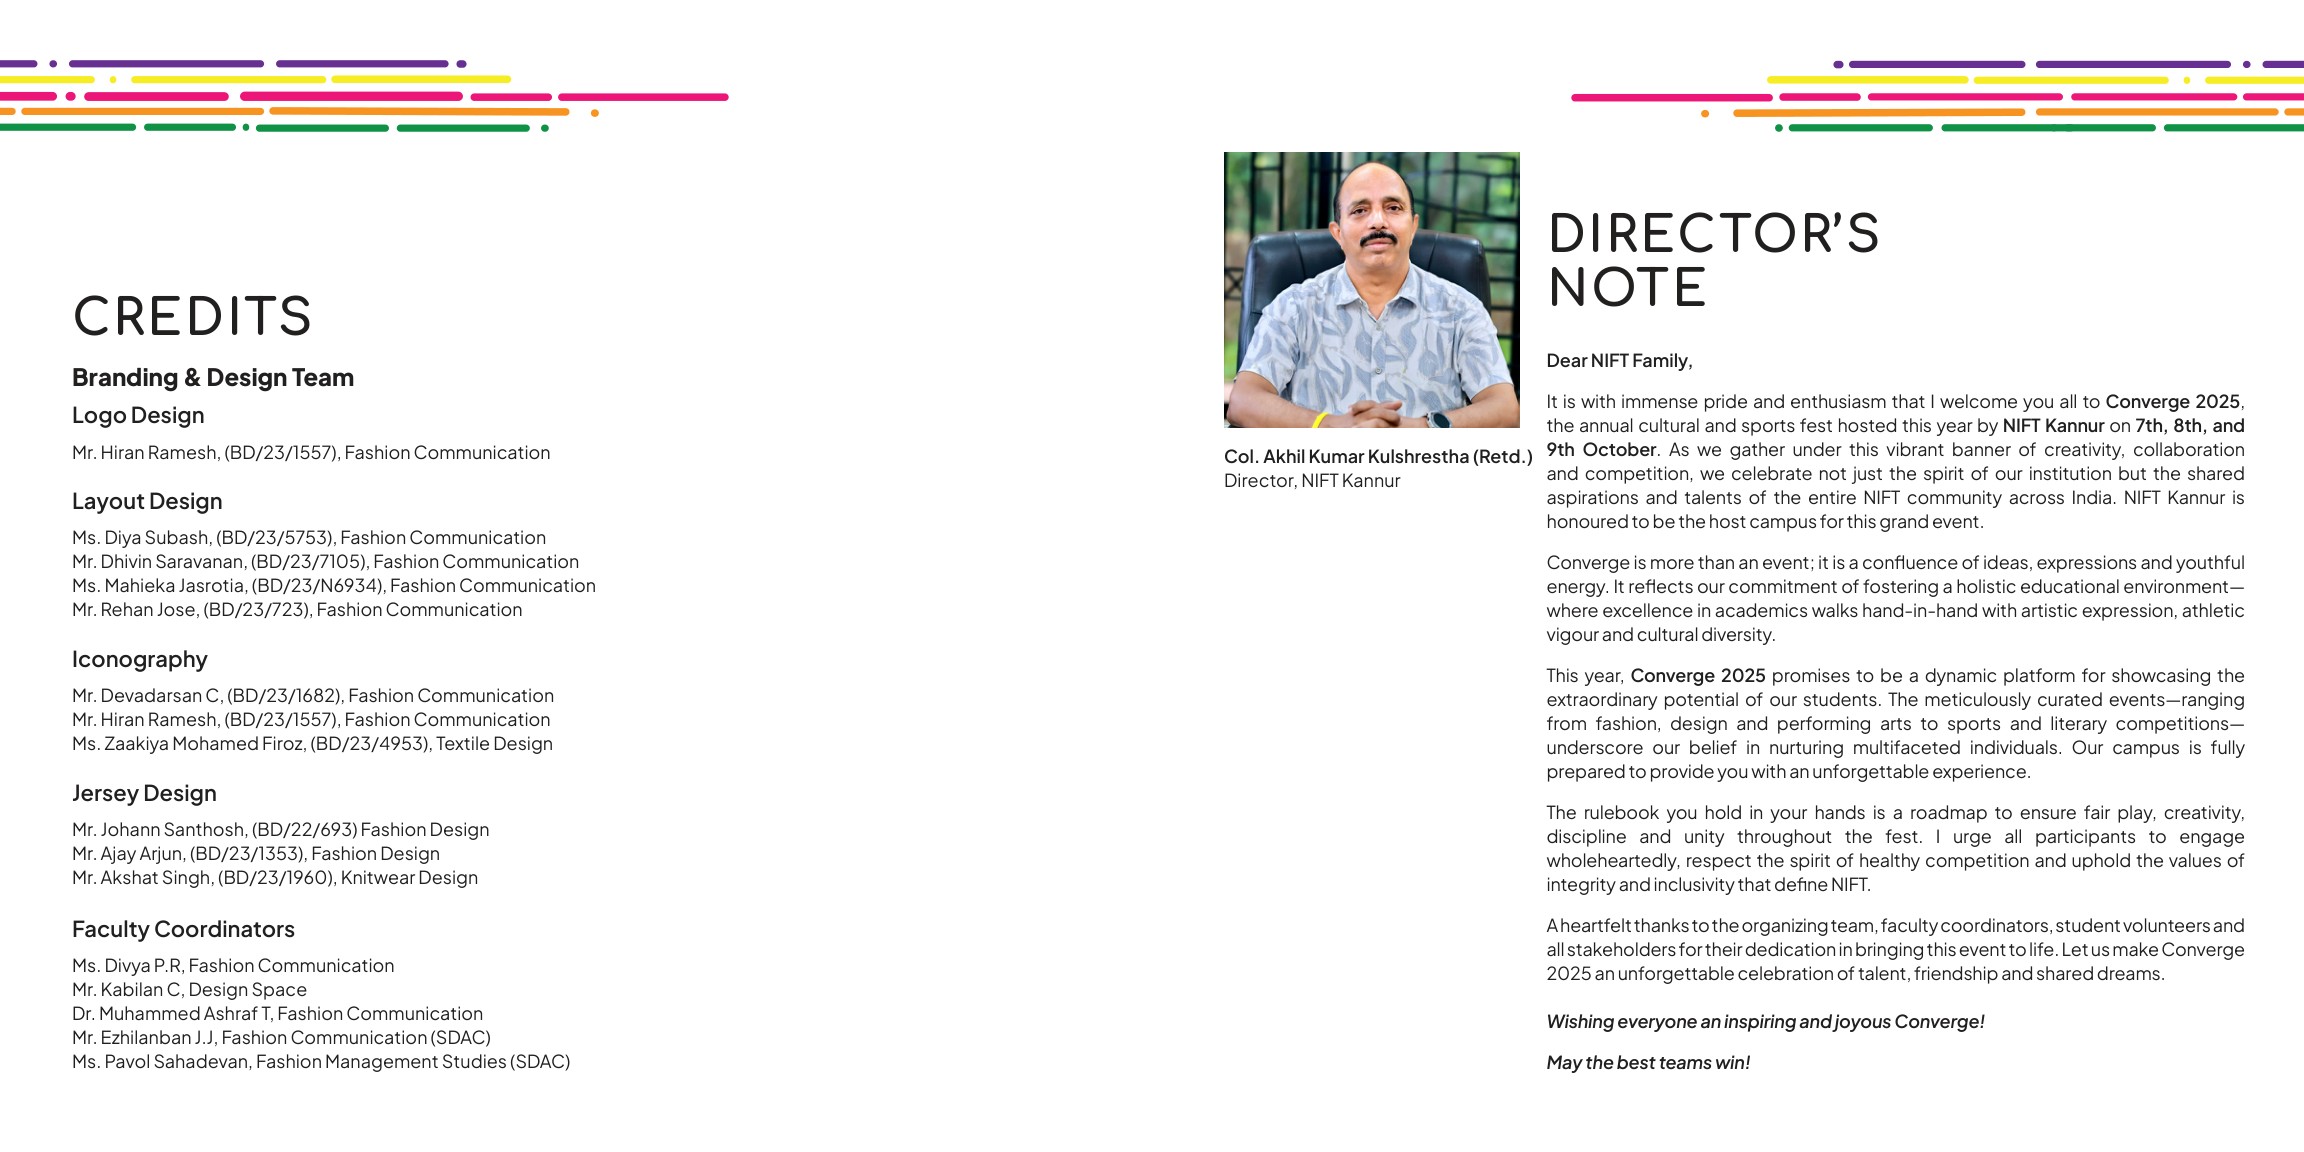 CREDITS
Branding & Design Team
Logo Design
Mr. Hiran Ramesh, (BD/23/1557), Fashion Communication
Layout Design
Ms. Diya Subash, (BD/23/5753), Fashion Communication
Mr. Dhivin Saravanan, (BD/23/7105), Fashion Communication
Ms. Mahieka Jasrotia, (BD/23/N6934), Fashion Communication
Mr. Rehan Jose, (BD/23/723), Fashion Communication
Iconography
Mr. Devadarsan C, (BD/23/1682), Fashion Communication
Mr. Hiran Ramesh, (BD/23/1557), Fashion Communication
Ms. Zaakiya Mohamed Firoz, (BD/23/4953), Textile Design
Jersey Design
Mr. Johann Santhosh, (BD/22/693) Fashion Design
Mr. Ajay Arjun, (BD/23/1353), Fashion Design
Mr. Akshat Singh, (BD/23/1960), Knitwear Design
Faculty Coordinators
Ms. Divya P.R, Fashion Communication
Mr. Kabilan C, Design Space
Dr. Muhammed Ashraf T, Fashion Communication
Mr. Ezhilanban J.J, Fashion Communication (SDAC)
Ms. Pavol Sahadevan, Fashion Management Studies (SDAC)
Col. Akhil Kumar Kulshrestha (Retd.)
Director, NIFT Kannur
DIRECTOR’S
NOTE
Dear NIFT Family,
It is with immense pride and enthusiasm that I welcome you all to Converge 2025,
the annual cultural and sports fest hosted this year by NIFT Kannur on 7th, 8th, and
9th October. As we gather under this vibrant banner of creativity, collaboration
and competition, we celebrate not just the spirit of our institution but the shared
aspirations and talents of the entire NIFT community across India. NIFT Kannur is
honoured to be the host campus for this grand event.
Converge is more than an event; it is a confluence of ideas, expressions and youthful
energy. It reflects our commitment of fostering a holistic educational environment—
where excellence in academics walks hand-in-hand with artistic expression, athletic
vigour and cultural diversity.
This year, Converge 2025 promises to be a dynamic platform for showcasing the
extraordinary potential of our students. The meticulously curated events—ranging
from fashion, design and performing arts to sports and literary competitions—
underscore our belief in nurturing multifaceted individuals. Our campus is fully
prepared to provide you with an unforgettable experience.
The rulebook you hold in your hands is a roadmap to ensure fair play, creativity,
discipline and unity throughout the fest. I urge all participants to engage
wholeheartedly, respect the spirit of healthy competition and uphold the values of
integrity and inclusivity that define NIFT.
A heartfelt thanks to the organizing team, faculty coordinators, student volunteers and
all stakeholders for their dedication in bringing this event to life. Let us make Converge
2025 an unforgettable celebration of talent, friendship and shared dreams.
Wishing everyone an inspiring and joyous Converge!
May the best teams win!